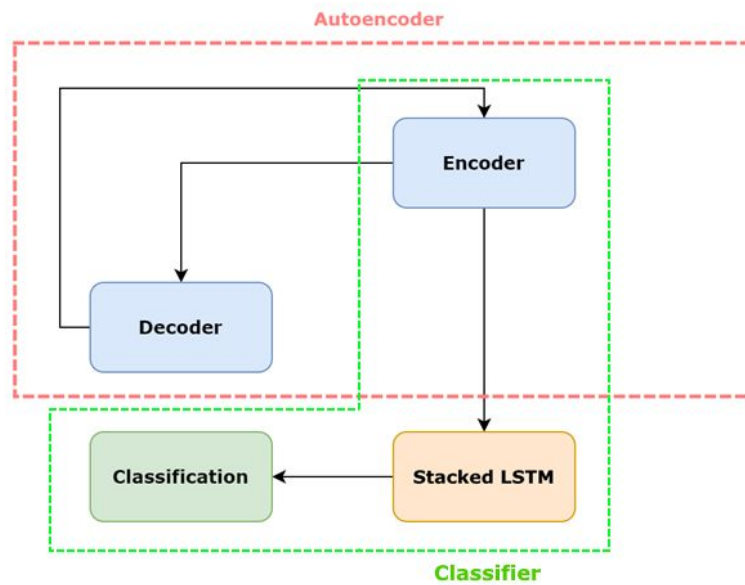 Autoencoder
Encoder
Decoder
Classification
Stacked LSTM
Classifier